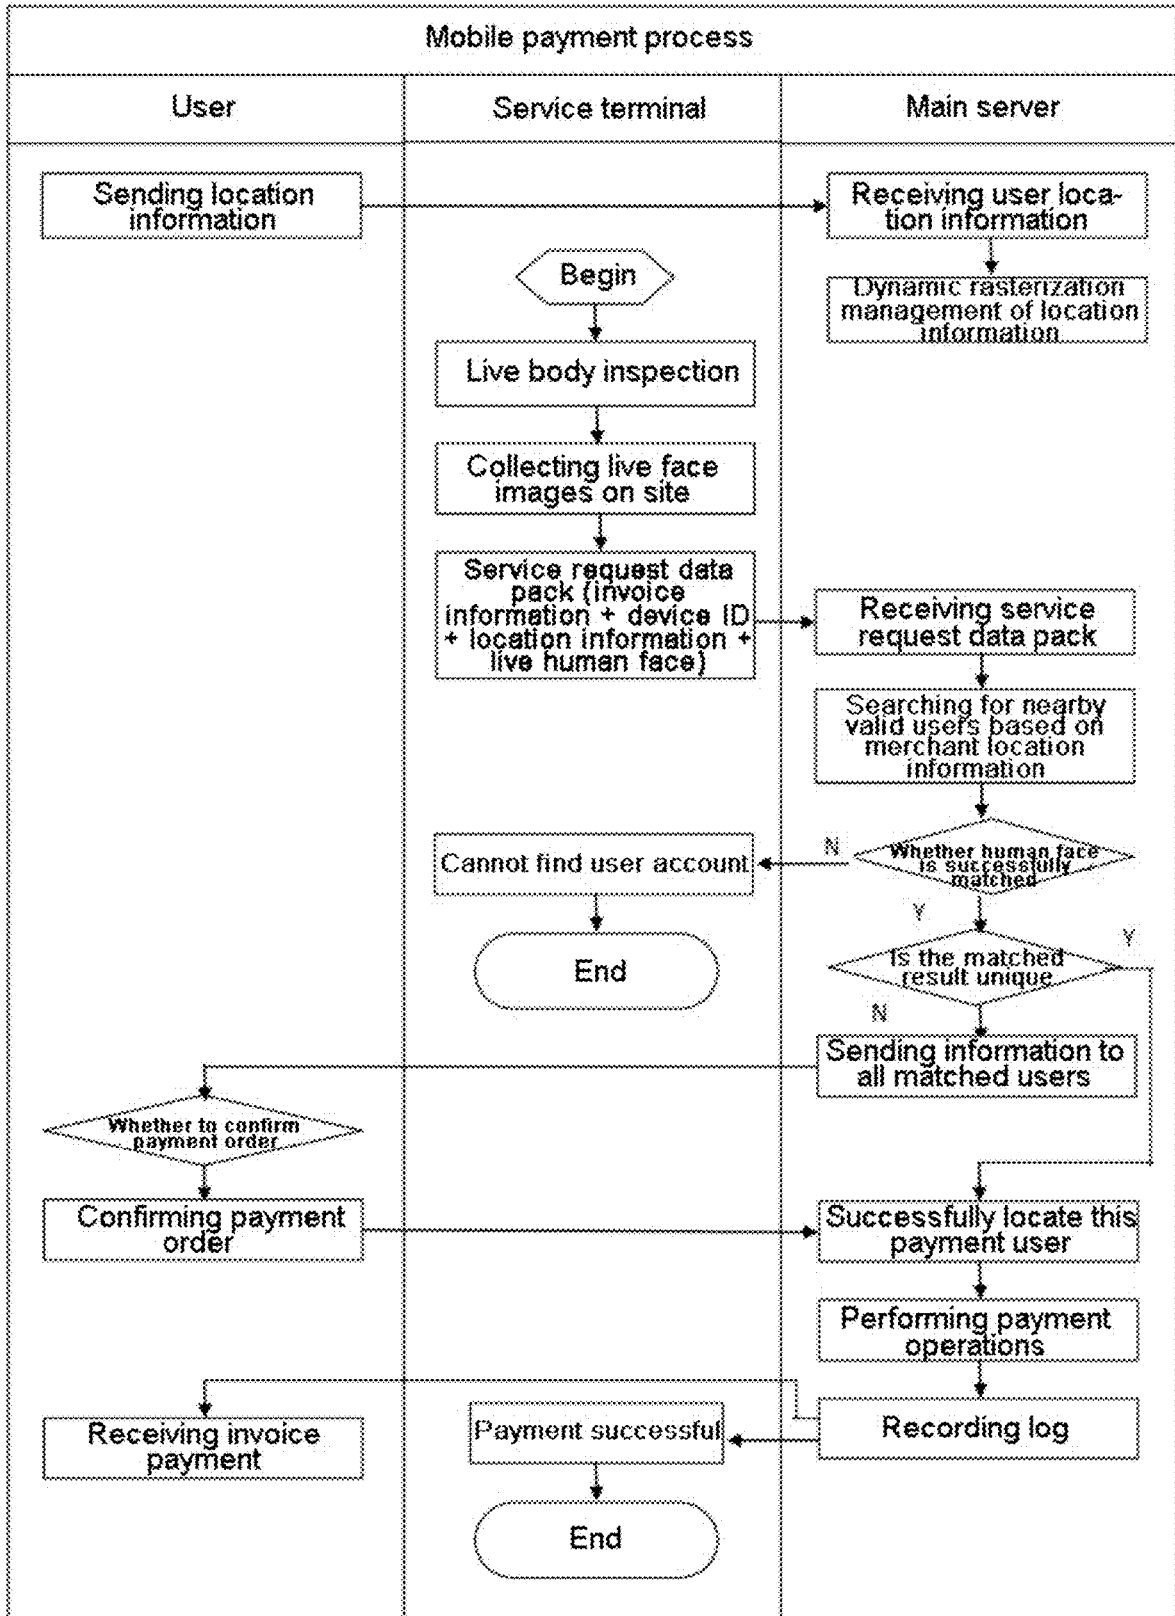 Mobile payment process
User
Service terminal
Main server
Sending location
information
Receiving user loca-
tion information
Begin
Dynamic rasterization
management of location
information
Live body inspection
Collecting live face
images on site
Service request data
pack (invoice
information + device ID
+ location information +
live human face)
Receiving service
request data pack
Searching for nearby
valid users based on
merchant location
information
Cannot find user account
N
Whether human face
is successfully
matched
Y
Y
End
Is the matched
result unique
N
Sending information to
all matched users
Whether to confirm
payment order
Confirming payment
order
Successfully locate this
payment user
Performing payment
operations
Receiving invoice
payment
Payment successful
Recording log
End